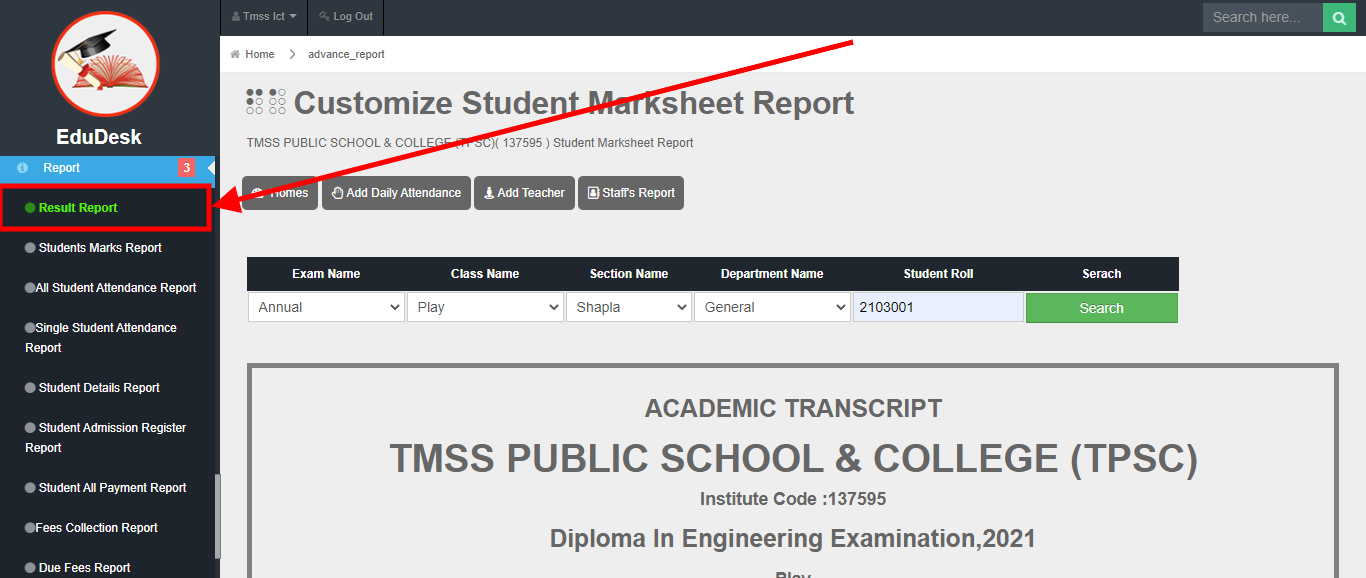 Tmss Ict
Log Out
Search here...
EduDesk
Home
advance_report
Customize Student Marksheet Report
TMSS PUBLIC SCHOOL & COLLEGE (TPSC)( 137595 ) Student Marksheet Report
Report
3
Result Report
Students Marks Report
All Student Attendance Report
Single Student Attendance
Report
Student Details Report
Student Admission Register
Report
Student All Payment Report
Fees Collection Report
Due Fees Report
Homes
Add Daily Attendance
Add Teacher
Staff's Report
Exam Name
Class Name
Section Name
Department Name
Student Roll
Serach
Annual
Play
Shapla
General
2103001
Search
ACADEMIC TRANSCRIPT
TMSS PUBLIC SCHOOL & COLLEGE (TPSC)
Institute Code :137595
Diploma In Engineering Examination,2021
Play